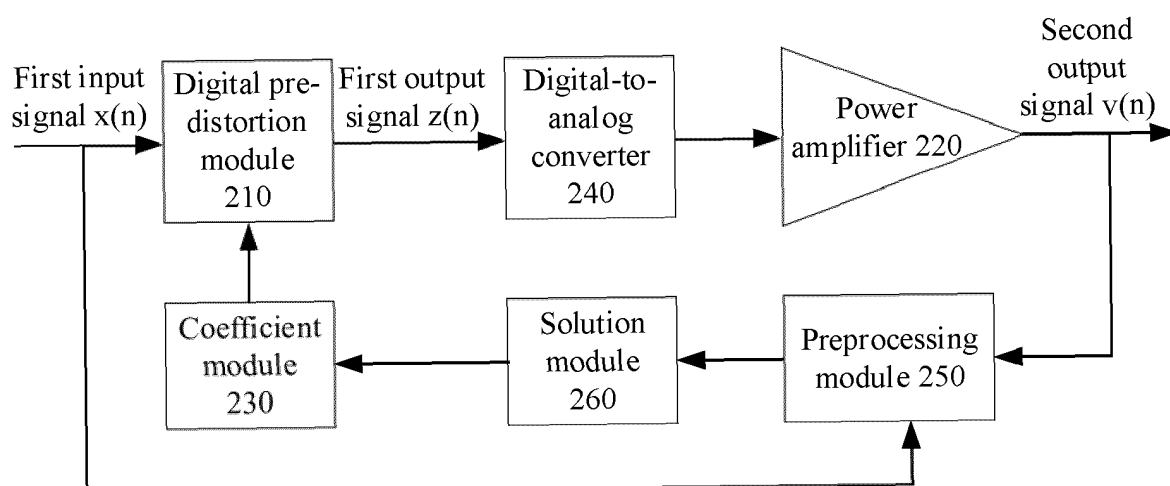 First input
signal x(n)
Digital pre-
distortion
module
210
First output
signal z(n)
Digital-to-
analog
converter
240
Power
amplifier 220
Second
output
signal v(n)
Coefficient
module
230
Solution
module
260
Preprocessing
module 250